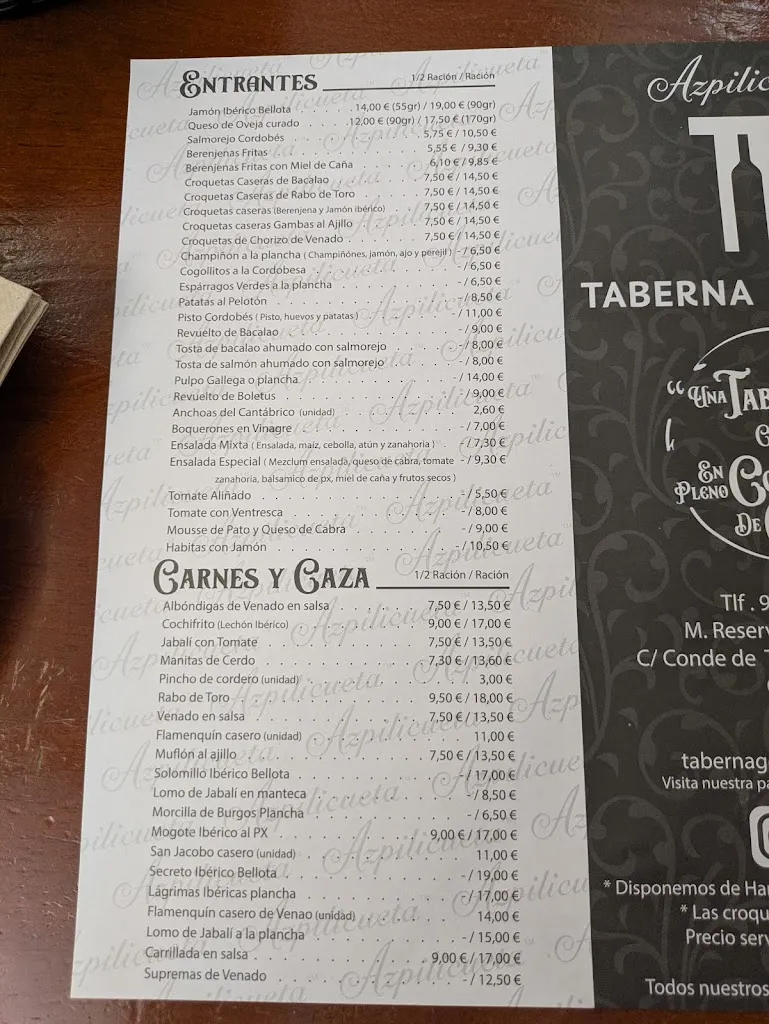 ENTRANTES 1/2 Ración / Ración
Jamón Ibérico Bellota . . . . . 14,00 € (55gr) / 19,00 € (90gr)
Queso de Oveja curado . . . . . 12,00 € (90gr) / 17,50 € (170gr)
Salmorejo Cordobés 5,75 € / 10,50 €
Berenjenas Fritas 5,55 € / 9,30 €
Berenjenas Fritas con Miel de Caña 6,10 € / 9,85 €
Croquetas Caseras de Bacalao 7,50 € / 14,50 €
Croquetas Caseras de Rabo de Toro 7,50 € / 14,50 €
Croquetas caseras (Berenjena y Jamón ibérico) 7,50 € / 14,50 €
Croquetas caseras Gambas al Ajillo 7,50 € / 14,50 €
Croquetas de Chorizo de Venado 7,50 € / 14,50 €
Champiñón a la plancha ( Champiñónes, jamón, ajo y perejil ) - / 6,50 €
Cogollitos a la Cordobesa - / 6,50 €
Espárragos Verdes a la plancha - / 6,50 €
Patatas al Pelotón - / 8,50 €
Pisto Cordobés ( Pisto, huevos y patatas ) - / 11,00 €
Revuelto de Bacalao - / 9,00 €
Tosta de bacalao ahumado con salmorejo - / 8,00 €
Tosta de salmón ahumado con salmorejo - / 8,00 €
Pulpo Gallega o plancha - / 14,00 €
Revuelto de Boletus - / 9,00 €
Anchoas del Cantábrico (unidad) 2,60 €
Boquerones en Vinagre - / 7,00 €
Ensalada Mixta ( Ensalada, maíz, cebolla, atún y zanahoria ) - / 7,30 €
Ensalada Especial ( Mezclum ensalada, queso de cabra, tomate - / 9,30 €
zanahoria, balsamico de px, miel de caña y frutos secos )
Tomate Aliñado - / 5,50 €
Tomate con Ventresca - / 8,00 €
Mousse de Pato y Queso de Cabra - / 9,00 €
Habitas con Jamón - / 10,50 €
CARNES Y CAZA 1/2 Ración / Ración
Albóndigas de Venado en salsa 7,50 € / 13,50 €
Cochifrito (Lechón Ibérico) 9,00 € / 17,00 €
Jabalí con Tomate 7,50 € / 13,50 €
Manitas de Cerdo 7,30 € / 13,60 €
Pincho de cordero (unidad) 3,00 €
Rabo de Toro 9,50 € / 18,00 €
Venado en salsa 7,50 € / 13,50 €
Flamenquín casero (unidad) 11,00 €
Muflón al ajillo 7,50 € / 13,50 €
Solomillo Ibérico Bellota - / 17,00 €
Lomo de Jabalí en manteca - / 8,50 €
Morcilla de Burgos Plancha - / 6,50 €
Mogote Ibérico al PX 9,00 € / 17,00 €
San Jacobo casero (unidad) 11,00 €
Secreto Ibérico Bellota - / 19,00 €
Lágrimas Ibéricas plancha - / 17,00 €
Flamenquín casero de Venao (unidad) 14,00 €
Lomo de Jabalí a la plancha - / 15,00 €
Carrillada en salsa 9,00 € / 17,00 €
Supremas de Venado - / 12,50 €
Azpilic
TABERNA
“UNA TAB
EN
PLENO CO
DE
Tlf . 9
M. Reserv
C/ Conde de
tabernag
Visita nuestra pá
* Disponemos de Har
* Las croqu
Precio serv
Todos nuestros